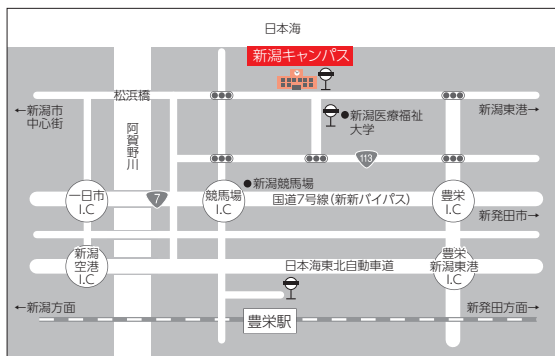 日本海
新潟キャンパス
松浜橋
←新潟市
中心街
新潟東港→
阿賀野川
●新潟医療福祉
大学
113
●新潟競馬場
一日市
I.C
7
競馬場
I.C
国道7号線(新新バイパス)
豊栄
I.C
新発田市→
新潟
空港
I.C
日本海東北自動車道
豊栄
新潟東港
I.C
←新潟方面
新発田方面→
豊栄駅